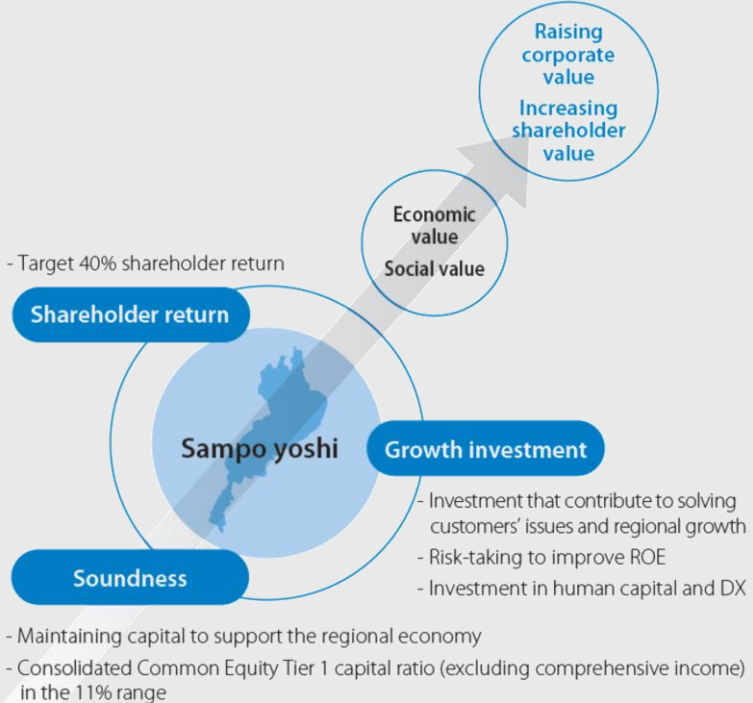 Raising
corporate
value
Increasing
shareholder
value
Economic
value
Social value
- Target 40% shareholder return
Shareholder return
Sampo yoshi
Growth investment
- Investment that contribute to solving
customers' issues and regional growth
- Risk-taking to improve ROE
- Investment in human capital and DX
Soundness
- Maintaining capital to support the regional economy
- Consolidated Common Equity Tier 1 capital ratio (excluding comprehensive income)
in the 11% range